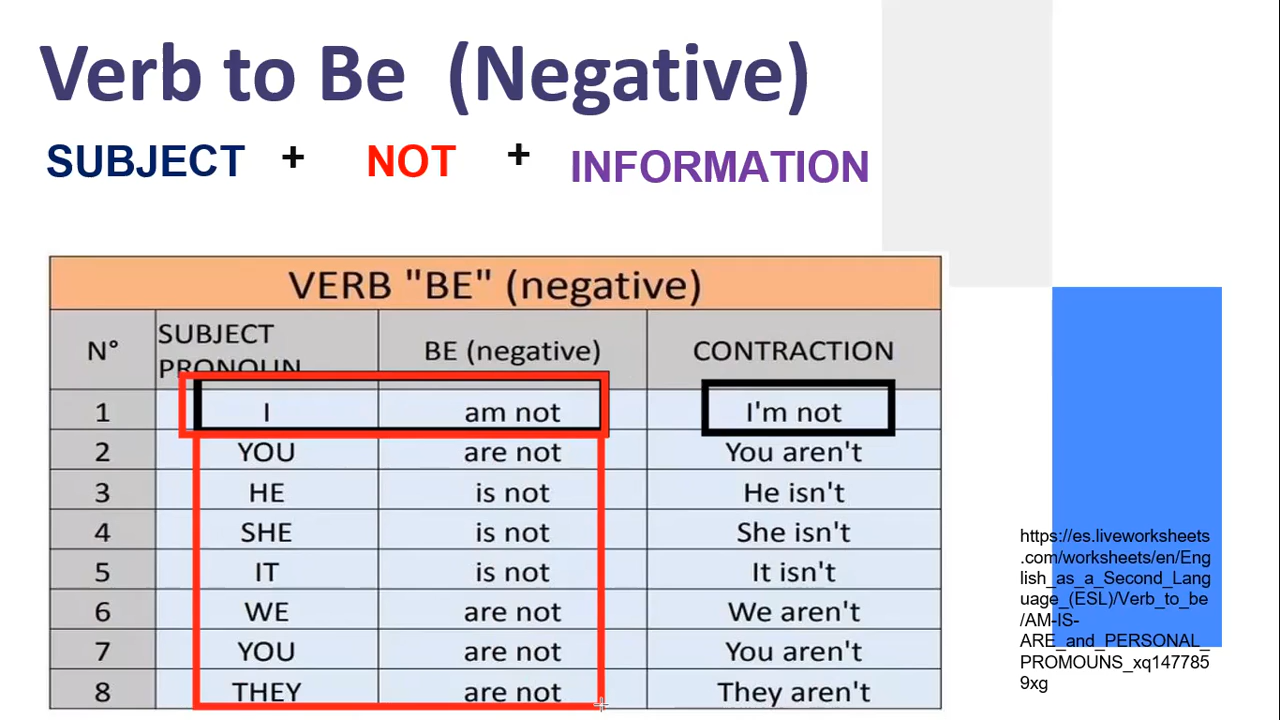 Verb to Be (Negative)
SUBJECT + NOT + INFORMATION
VERB "BE" (negative)
N° SUBJECT PRONOUN BE (negative) CONTRACTION
1 I am not I'm not
2 YOU are not You aren't
3 HE is not He isn't
4 SHE is not She isn't
5 IT is not It isn't
6 WE are not We aren't
7 YOU are not You aren't
8 THEY are not They aren't
https://es.liveworksheets
.com/worksheets/en/Eng
lish_as_a_Second_Lang
uage_(ESL)/Verb_to_be
/AM-IS-
ARE_and_PERSONAL_
PROMOUNS_xq147785
9xg